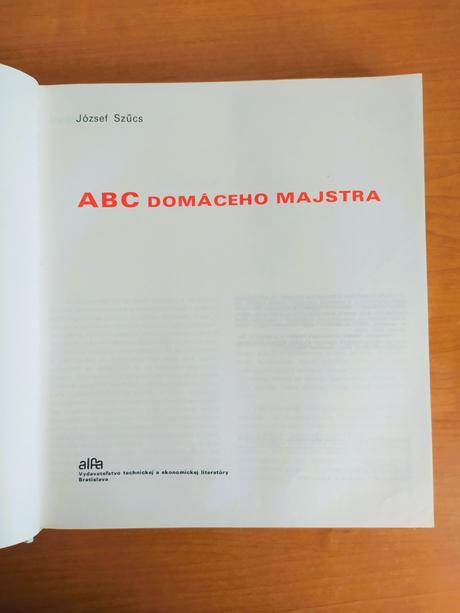 József Szűcs
ABC DOMÁCEHO MAJSTRA
alfa
Vydavateľstvo technickej a ekonomickej literatúry
Bratislava